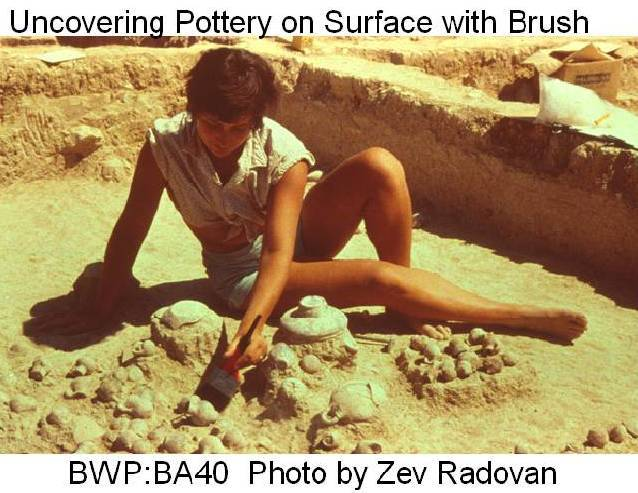 Uncovering Pottery on Surface with Brush
BWP:BA40  Photo by Zev Radovan